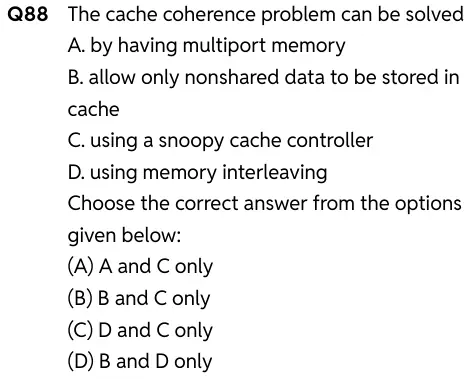 Q88 The cache coherence problem can be solved
A. by having multiport memory
B. allow only nonshared data to be stored in
cache
C. using a snoopy cache controller
D. using memory interleaving
Choose the correct answer from the options
given below:
(A) A and C only
(B) B and C only
(C) D and C only
(D) B and D only